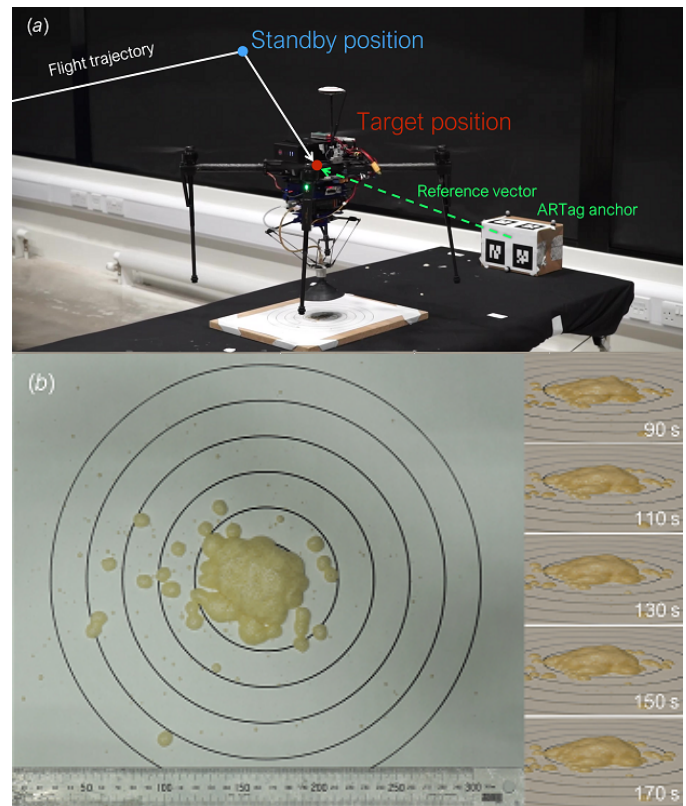 (a)
Standby position
Flight trajectory
Target position
Reference vector
ARTag anchor
(b)
90 s
110 s
130 s
150 s
170 s
50 100 150 200 250 300